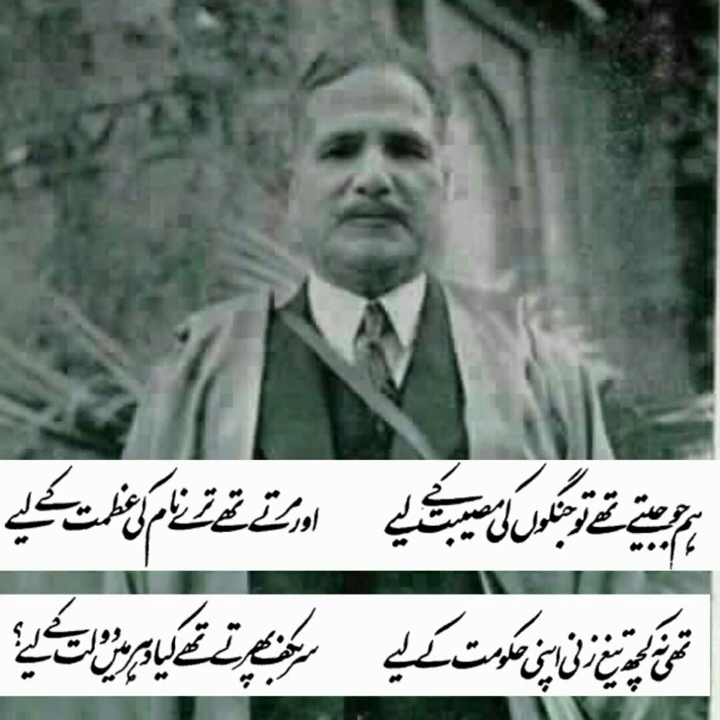 ہم جو جیتے تھے تو جنگوں کی مصیبت کے لیے اور مرتے تھے ترے نام کی عظمت کے لیے
تھی نہ کچھ تیغ زنی اپنی حکومت کے لیے سر بکف پھرتے تھے کیا دہر میں دولت کے لیے؟